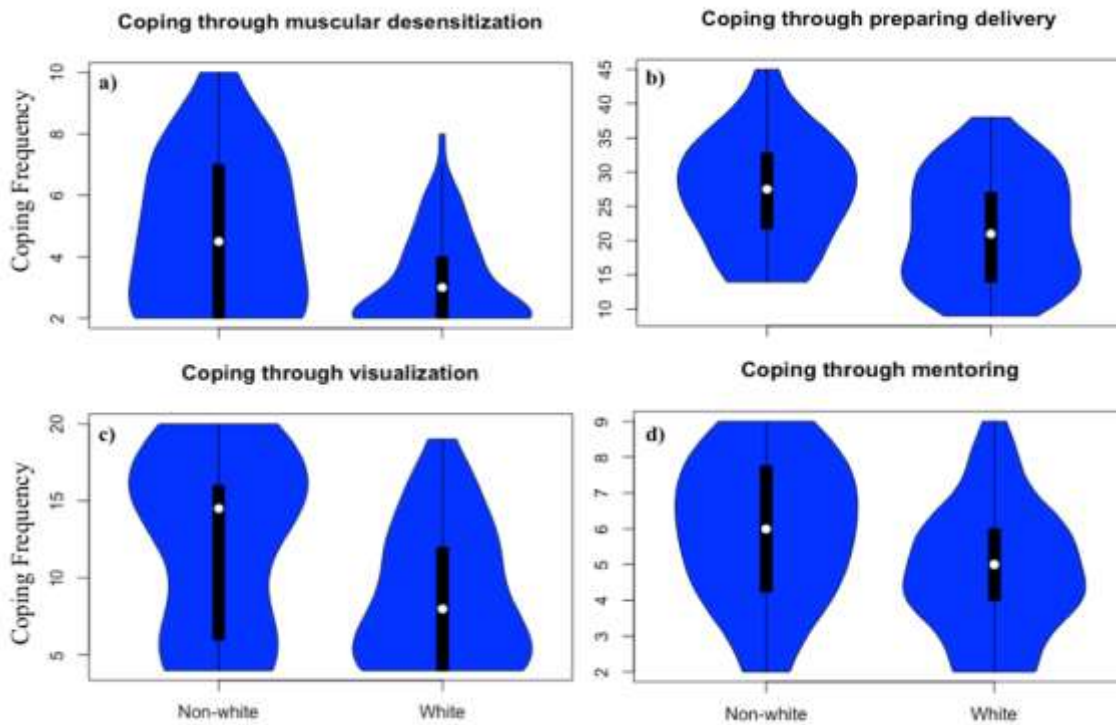 Coping through muscular desensitization
Coping through preparing delivery
a)
b)
Coping Frequency
10
8
6
4
2
45
40
35
30
25
20
15
10
Coping through visualization
Coping through mentoring
c)
d)
Coping Frequency
20
15
10
5
9
8
7
6
5
4
3
2
Non-white
White
Non-white
White